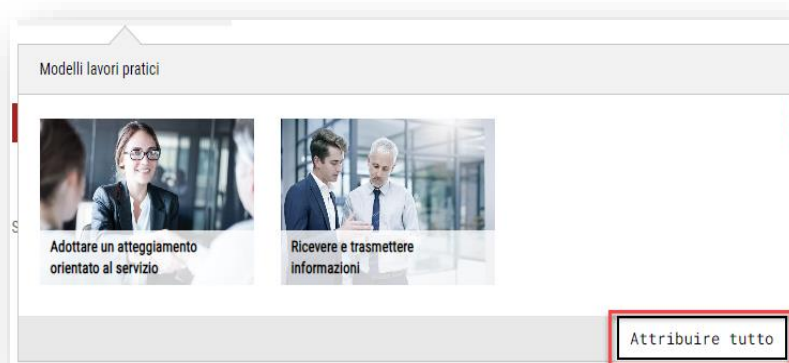 Modelli lavori pratici
S
Adottare un atteggiamento
orientato al servizio
Ricevere e trasmettere
informazioni
Attribuire tutto